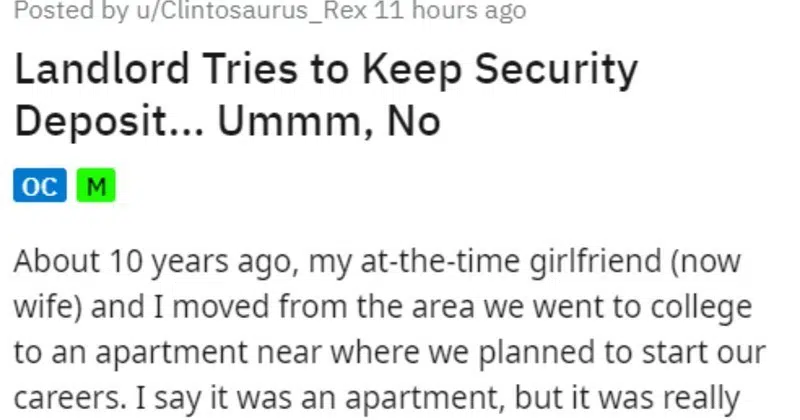 Posted by u/Clintosaurus_Rex 11 hours ago
Landlord Tries to Keep Security
Deposit... Ummm, No
OC M
About 10 years ago, my at-the-time girlfriend (now
wife) and I moved from the area we went to college
to an apartment near where we planned to start our
careers. I say it was an apartment, but it was really